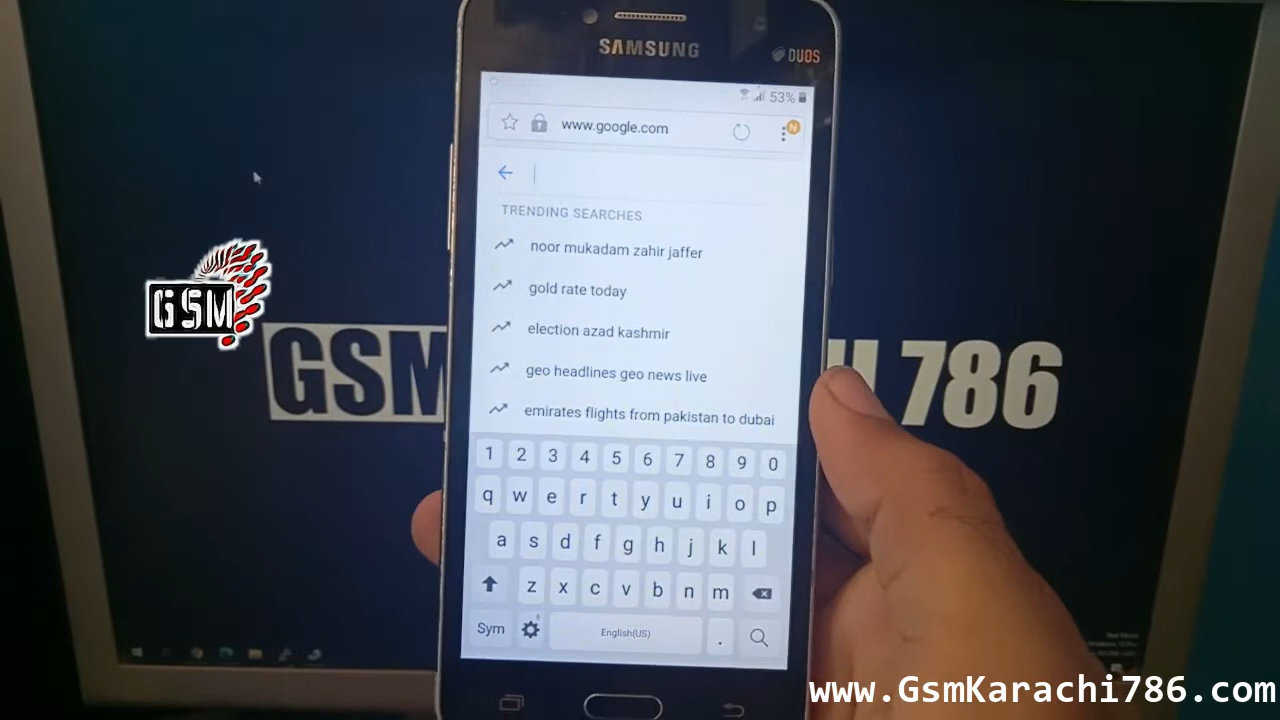 SAMSUNG
DUOS
53%
www.google.com
N
TRENDING SEARCHES
noor mukadam zahir jaffer
gold rate today
election azad kashmir
geo headlines geo news live
emirates flights from pakistan to dubai
1 2 3 4 5 6 7 8 9 0
q w e r t y u i o p
a s d f g h j k l
z x c v b n m
Sym English(US) .
GSM
GSM
786
www.GsmKarachi786.com